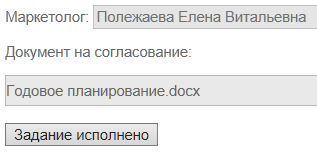 Маркетолог: Полежаева Елена Витальевна
Документ на согласование:
Годовое планирование.docx
Задание исполнено